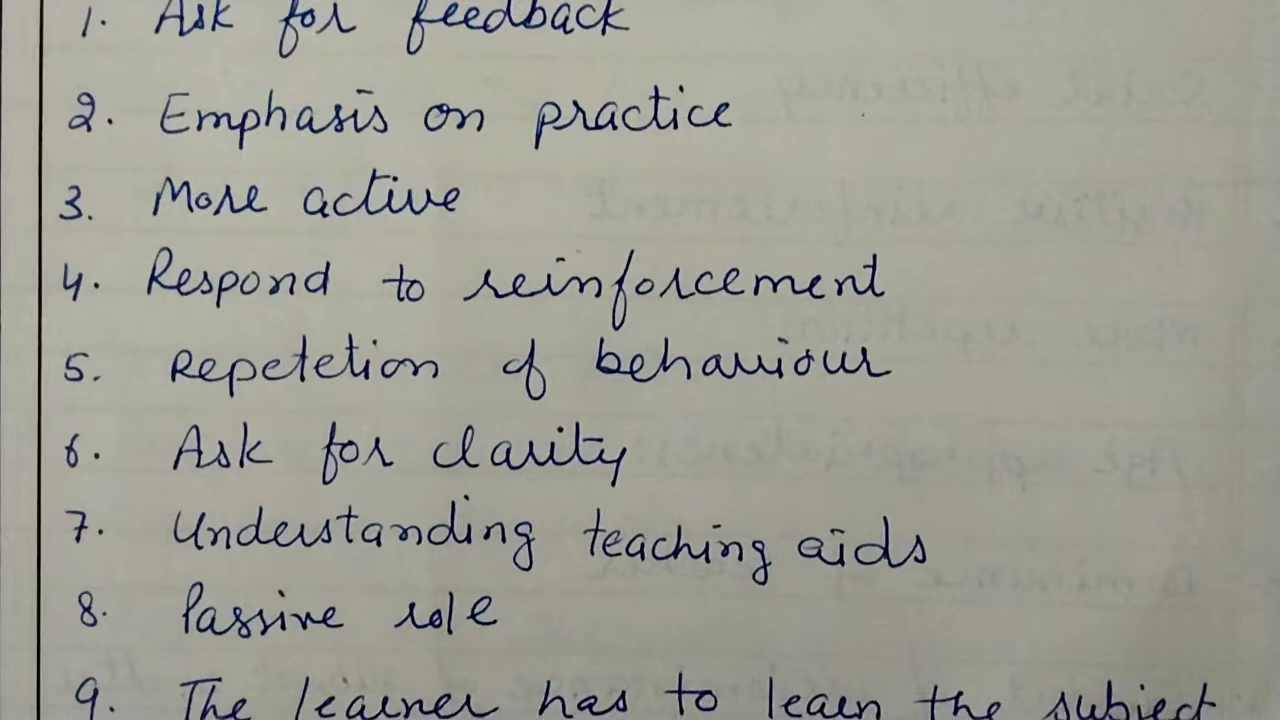 1. Ask for feedback
2. Emphasis on practice
3. More active
4. Respond to reinforcement
5. Repetetion of behaviour
6. Ask for clarity
7. Understanding teaching aids
8. Passive role
9. The learner has to learn the subject